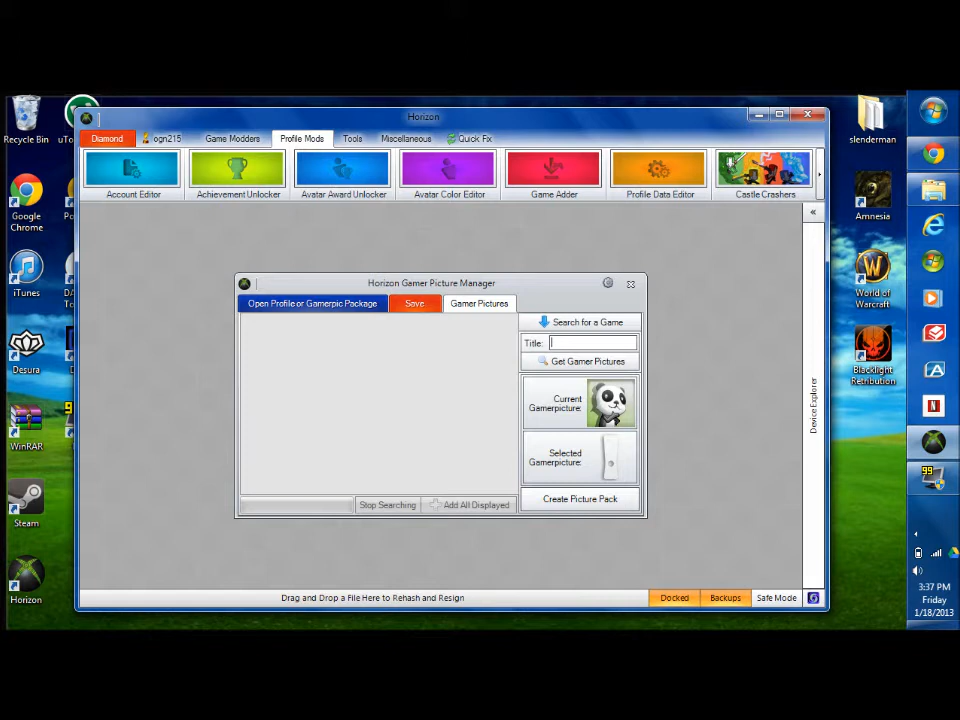 Horizon
Recycle Bin
uTo
slenderman
Diamond
ogn215
Game Modders
Profile Mods
Tools
Miscellaneous
Quick Fix
Account Editor
Achievement Unlocker
Avatar Award Unlocker
Avatar Color Editor
Game Adder
Profile Data Editor
Castle Crashers
«
Google
Chrome
Amnesia
Horizon Gamer Picture Manager
Open Profile or Gamerpic Package
Save
Gamer Pictures
Search for a Game
Title:
Get Gamer Pictures
Current
Gamerpicture:
Selected
Gamerpicture:
Create Picture Pack
Stop Searching
Add All Displayed
Device Explorer
iTunes
World of
Warcraft
Desura
Blacklight
Retribution
WinRAR
Steam
Horizon
Drag and Drop a File Here to Rehash and Resign
Docked
Backups
Safe Mode
99
3:37 PM
Friday
1/18/2013